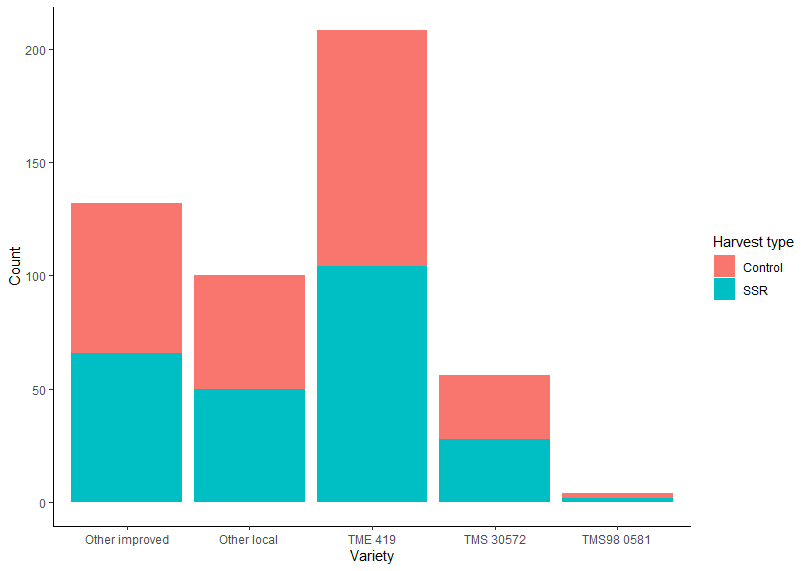 200
150
100
50
0
Count
Other improved
Other local
TME 419
TMS 30572
TMS98 0581
Variety
Harvest type
Control
SSR